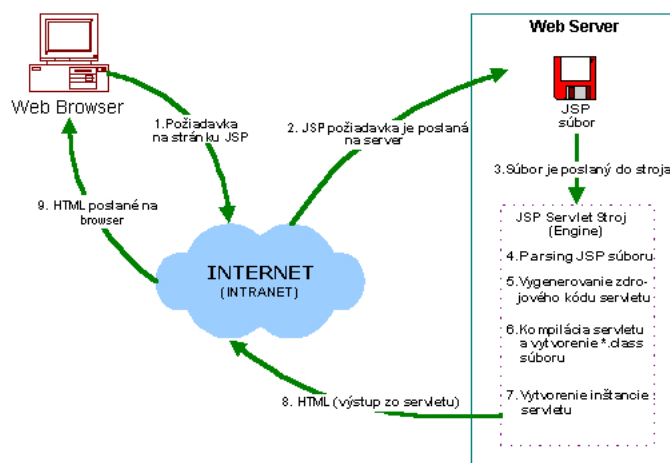 Web Server
Web Browser
JSP
súbor
1.Požiadavka
na stránku JSP
2. JSP požiadavka je poslaná
na server
3.Súbor je poslaný do stroja
9. HTML poslané na
browser
INTERNET
(INTRANET)
JSP Servlet Stroj
(Engine)
4.Parsing JSP súboru
5.Vygenerovanie zdro-
jového kódu servletu
6.Kompilácia servletu
a vytvorenie *.class
súboru
7.Vytvorenie inštancie
servletu
8. HTML (výstup zo servletu)